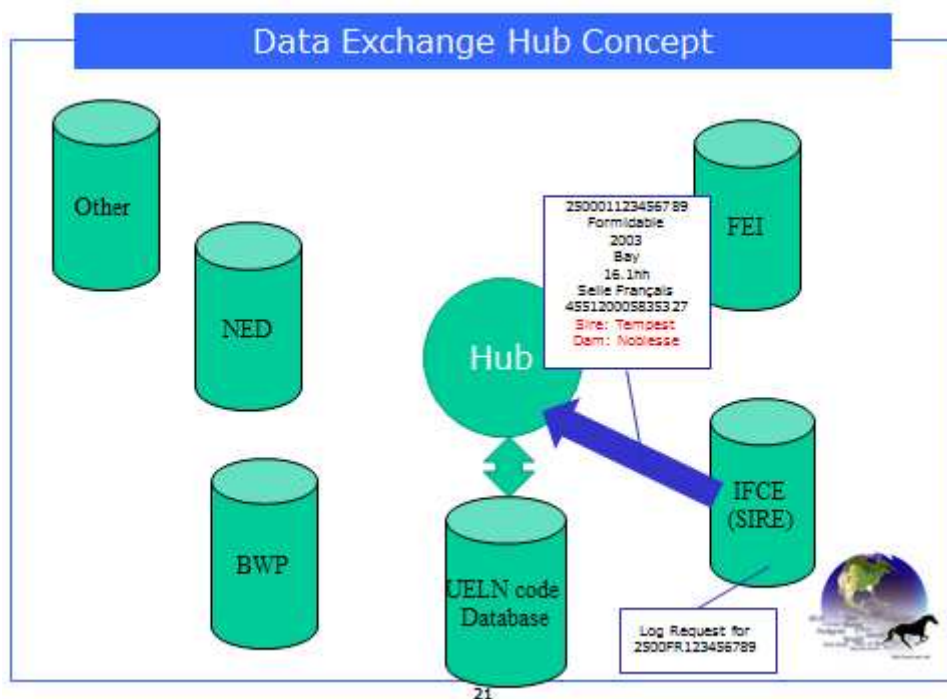 Data Exchange Hub Concept
Other
NED
BWP
Hub
UELN code
Database
250001123456789
Formidable
2003
Bay
16.1hh
Selle Français
455120005835327
Sire: Tempest
Dam: Noblesse
FEI
IFCE
(SIRE)
Log Request for
2500FR123456789
21